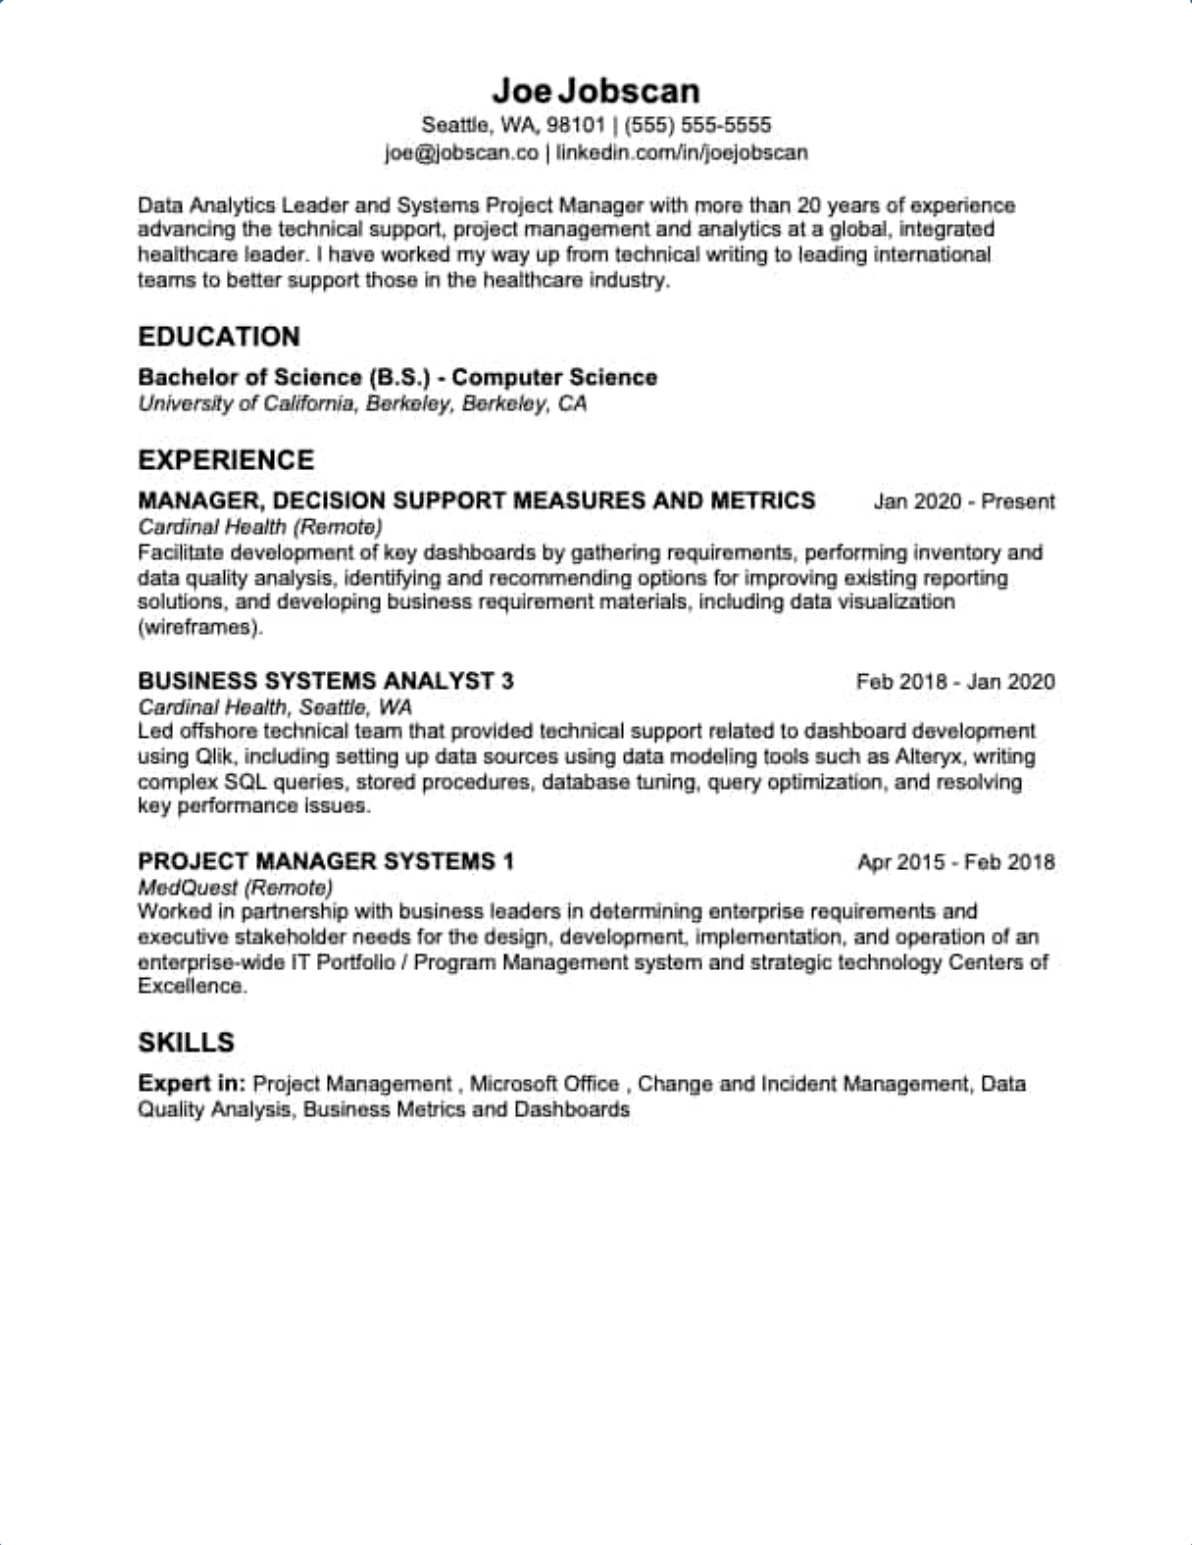 Joe Jobscan
Seattle, WA, 98101 | (555) 555-5555
joe@jobscan.co | linkedin.com/in/joejobscan
Data Analytics Leader and Systems Project Manager with more than 20 years of experience
advancing the technical support, project management and analytics at a global, integrated
healthcare leader. I have worked my way up from technical writing to leading international
teams to better support those in the healthcare industry.
EDUCATION
Bachelor of Science (B.S.) - Computer Science
University of California, Berkeley, Berkeley, CA
EXPERIENCE
MANAGER, DECISION SUPPORT MEASURES AND METRICS Jan 2020 - Present
Cardinal Health (Remote)
Facilitate development of key dashboards by gathering requirements, performing inventory and
data quality analysis, identifying and recommending options for improving existing reporting
solutions, and developing business requirement materials, including data visualization
(wireframes).
BUSINESS SYSTEMS ANALYST 3 Feb 2018 - Jan 2020
Cardinal Health, Seattle, WA
Led offshore technical team that provided technical support related to dashboard development
using Qlik, including setting up data sources using data modeling tools such as Alteryx, writing
complex SQL queries, stored procedures, database tuning, query optimization, and resolving
key performance issues.
PROJECT MANAGER SYSTEMS 1 Apr 2015 - Feb 2018
MedQuest (Remote)
Worked in partnership with business leaders in determining enterprise requirements and
executive stakeholder needs for the design, development, implementation, and operation of an
enterprise-wide IT Portfolio / Program Management system and strategic technology Centers of
Excellence.
SKILLS
Expert in: Project Management , Microsoft Office , Change and Incident Management, Data
Quality Analysis, Business Metrics and Dashboards